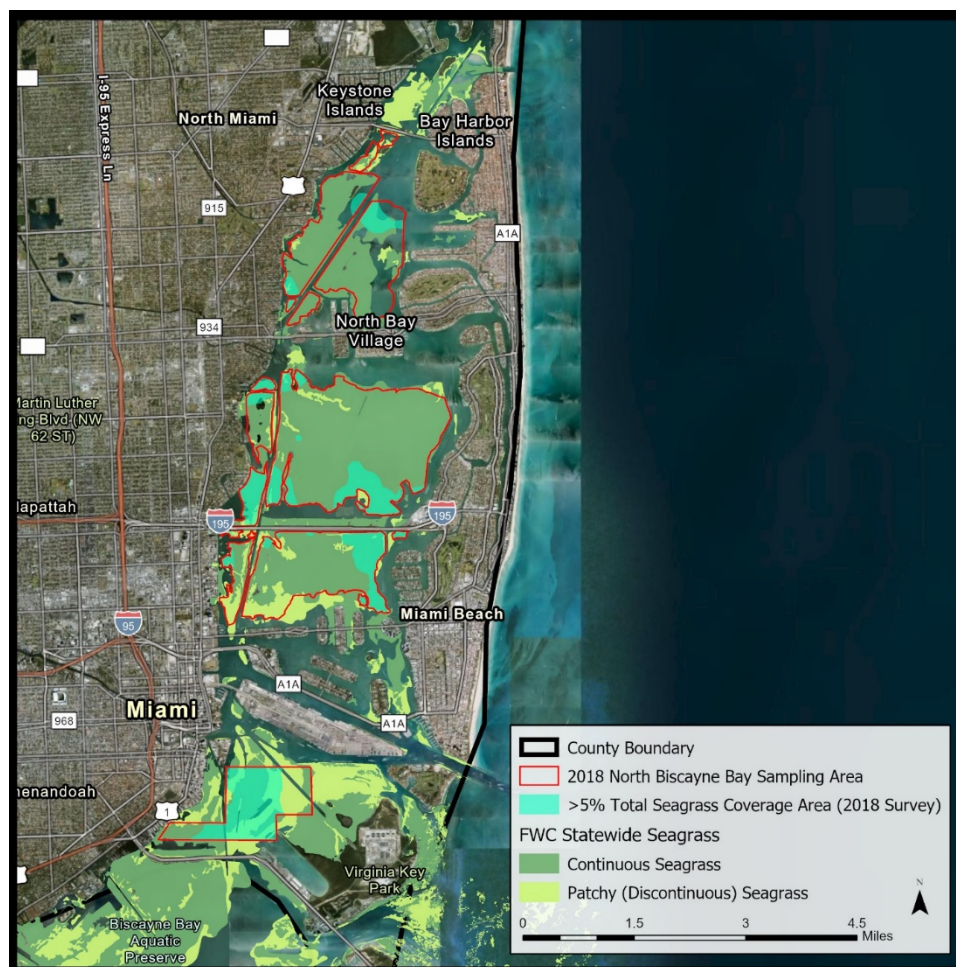 I-95 Express Ln
Keystone
Islands
North Miami
Bay Harbor
Islands
915
A1A
934
North Bay
Village
Martin Luther
ing-Blvd (NW
62 ST)
lapattah
195
195
95
Miami Beach
A1A
Miami
968
A1A
henandoah
1
Virginia Key
Park
Biscayne Bay
Aquatic
Preserve
County Boundary
2018 North Biscayne Bay Sampling Area
>5% Total Seagrass Coverage Area (2018 Survey)
FWC Statewide Seagrass
Continuous Seagrass
Patchy (Discontinuous) Seagrass
N
0 1.5 3 4.5
Miles